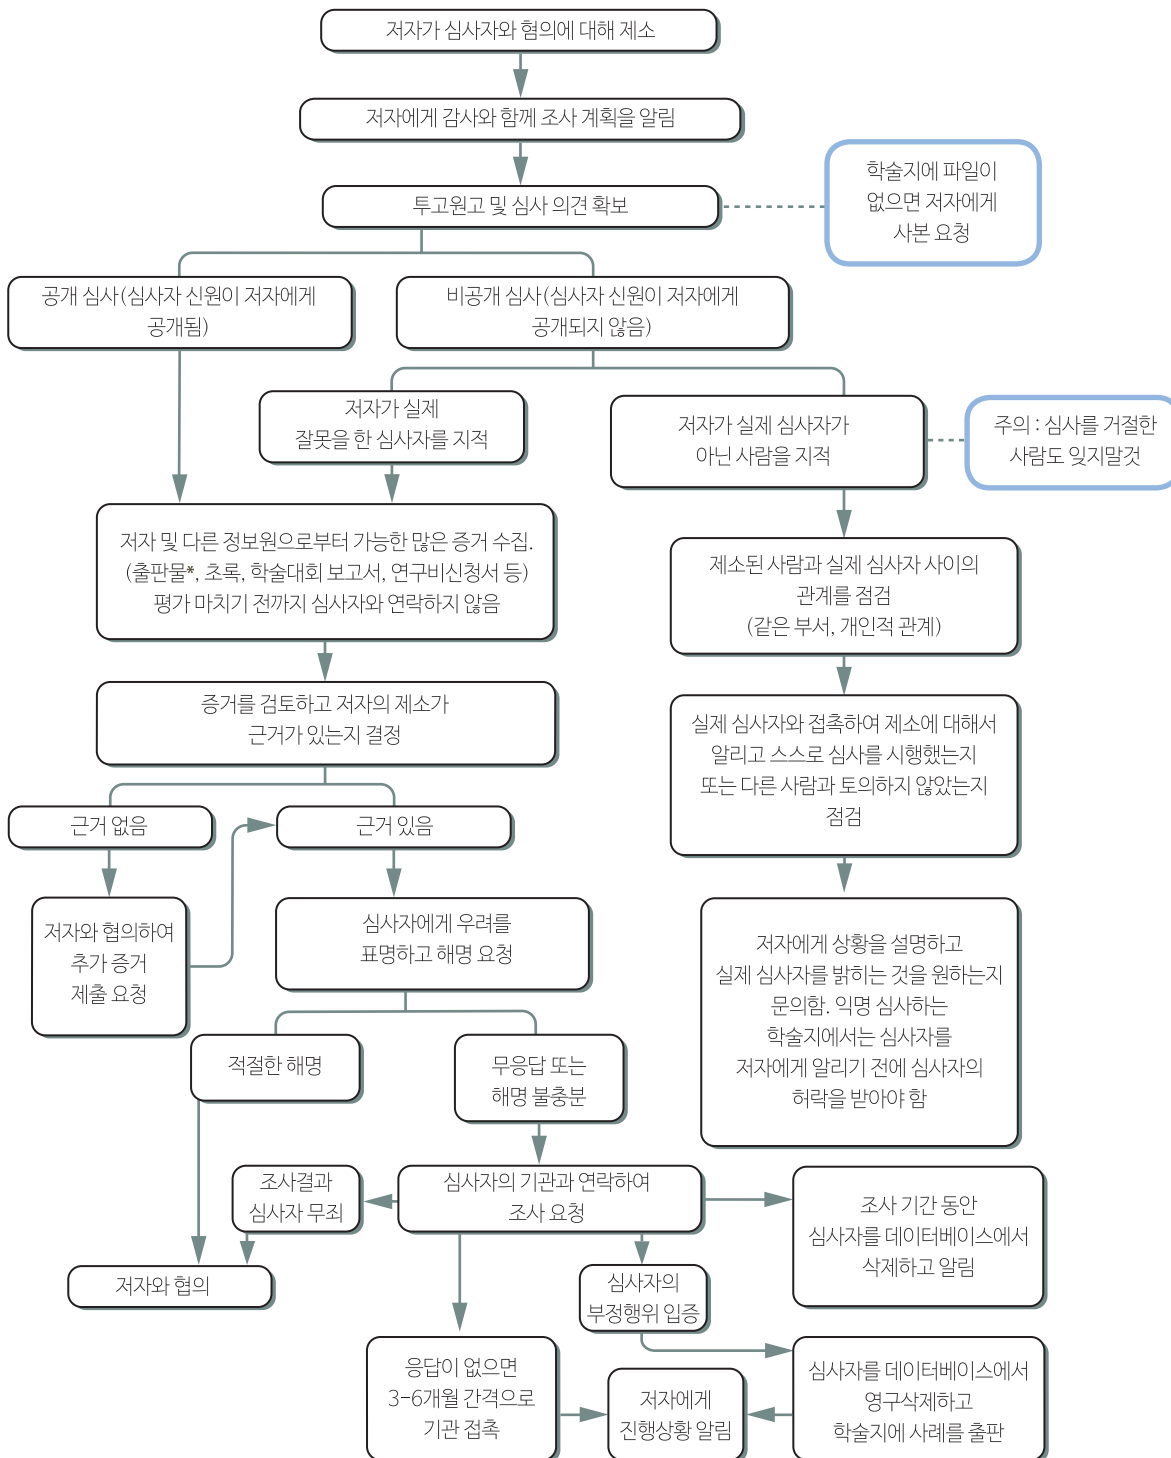 저자가 심사자와 혐의에 대해 제소
저자에게 감사와 함께 조사 계획을 알림
투고원고 및 심사 의견 확보
학술지에 파일이
없으면 저자에게
사본 요청
공개 심사(심사자 신원이 저자에게
공개됨)
비공개 심사(심사자 신원이 저자에게
공개되지 않음)
저자가 실제
잘못을 한 심사자를 지적
저자가 실제 심사자가
아닌 사람을 지적
주의 : 심사를 거절한
사람도 잊지말것
저자 및 다른 정보원으로부터 가능한 많은 증거 수집.
(출판물*, 초록, 학술대회 보고서, 연구비신청서 등)
평가 마치기 전까지 심사자와 연락하지 않음
제소된 사람과 실제 심사자 사이의
관계를 점검
(같은 부서, 개인적 관계)
증거를 검토하고 저자의 제소가
근거가 있는지 결정
실제 심사자와 접촉하여 제소에 대해서
알리고 스스로 심사를 시행했는지
또는 다른 사람과 토의하지 않았는지
점검
근거 없음
근거 있음
저자와 협의하여
추가 증거
제출 요청
심사자에게 우려를
표명하고 해명 요청
저자에게 상황을 설명하고
실제 심사자를 밝히는 것을 원하는지
문의함. 익명 심사하는
학술지에서는 심사자를
저자에게 알리기 전에 심사자의
허락을 받아야 함
적절한 해명
무응답 또는
해명 불충분
조사결과
심사자 무죄
심사자의 기관과 연락하여
조사 요청
조사 기간 동안
심사자를 데이터베이스에서
삭제하고 알림
저자와 협의
심사자의
부정행위 입증
응답이 없으면
3-6개월 간격으로
기관 접촉
저자에게
진행상황 알림
심사자를 데이터베이스에서
영구삭제하고
학술지에 사례를 출판